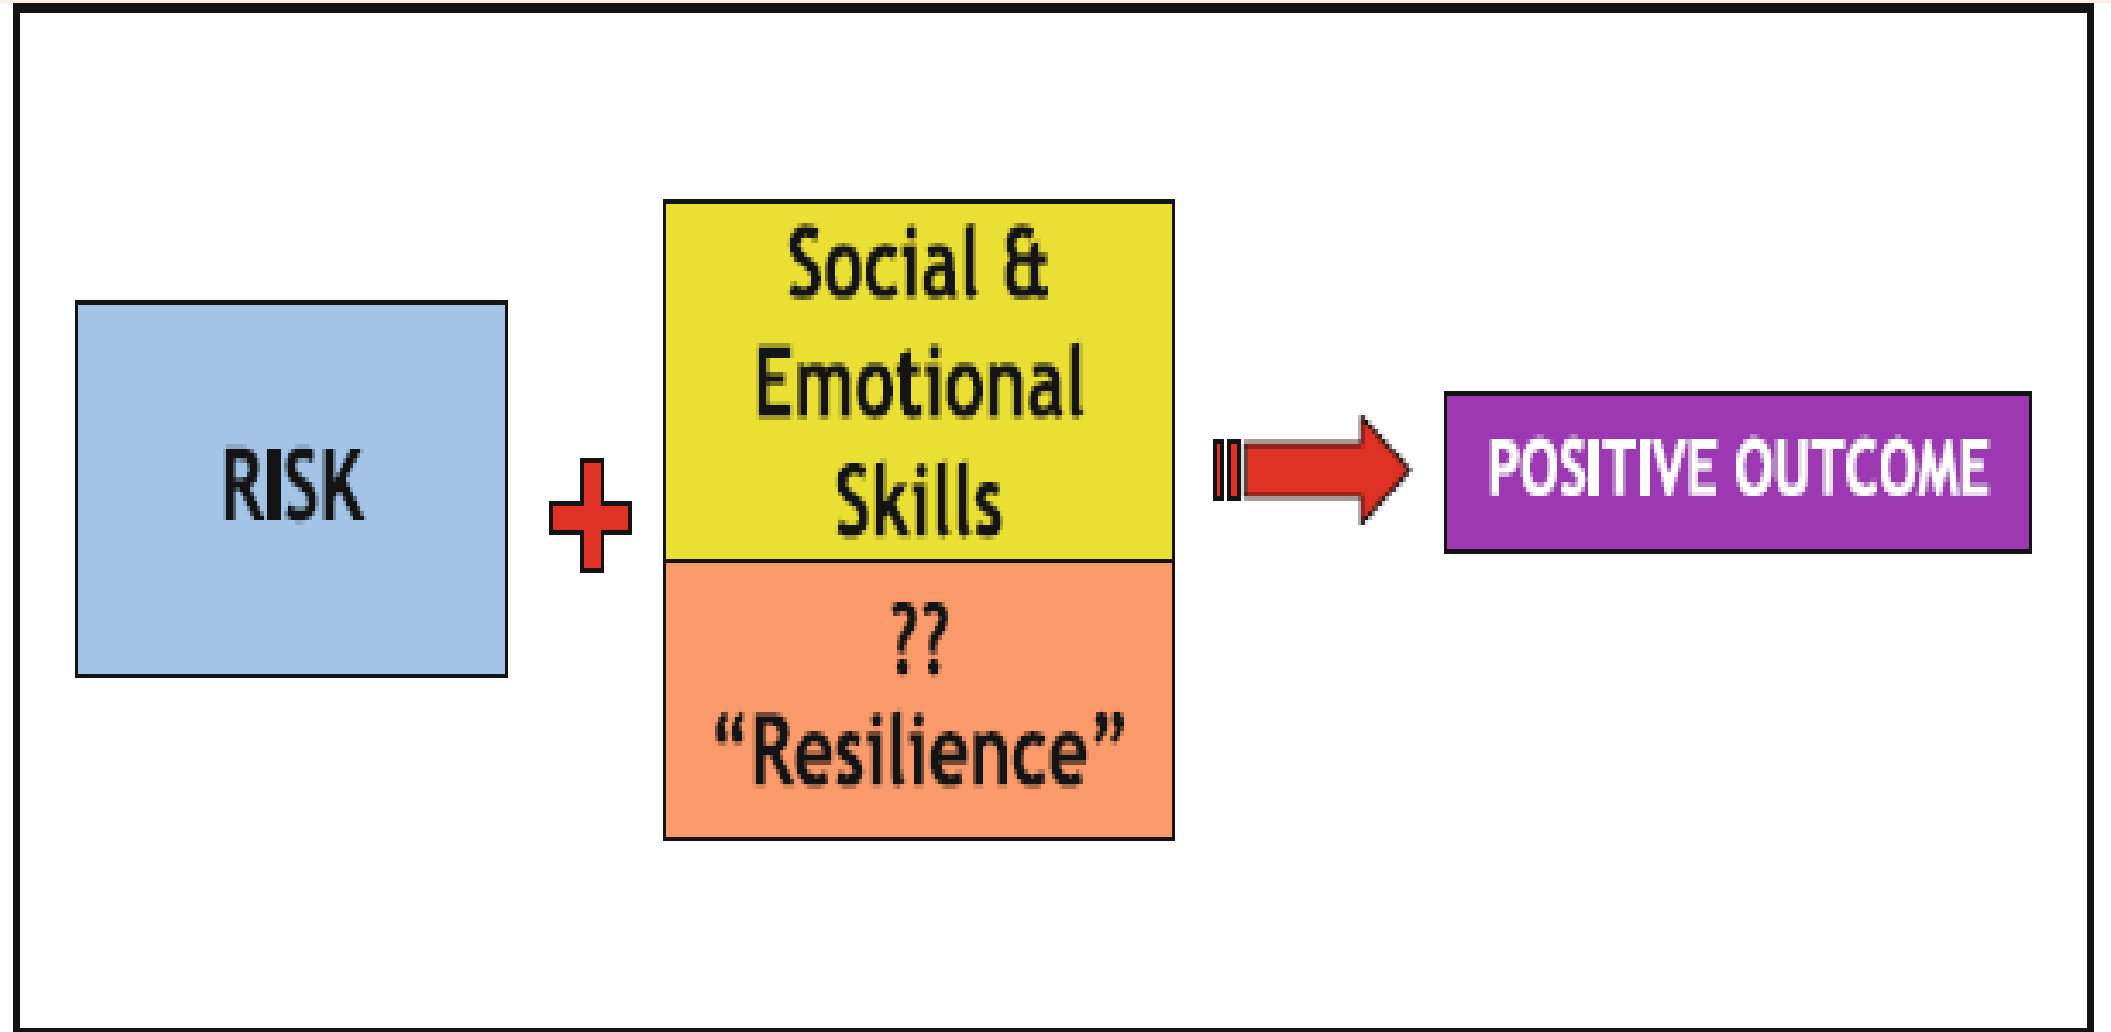 RISK
Social &
Emotional
Skills
??
“Resilience”
POSITIVE OUTCOME